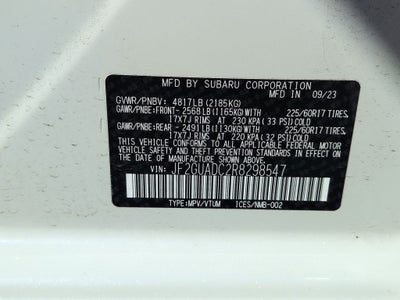 MFD BY SUBARU CORPORATION
09/23
GVWR/PNBV: 4817LB (2185KG)
GAWR/PNBE:FRONT- 2568LB(1165KG)WITH 225/60R17 TIRES,
17X7J RIMS AT 230 KPA (33 PSI)COLD
GAWR/PNBE:REAR - 2491LB(1130KG)WITH 225/60R17 TIRES,
17X7J RIMS AT 220 KPA(32 PSI)COLD
THIS VEHICLE CONFORMS TO ALL APPLICABLE FEDERAL MOTOR
VEHICLE SAFETY, BUMPER, AND THEFT PREVENTION STANDARDS
IN EFFECT ON THE DATE OF MANUFACTURE SHOWN ABOVE.
VIN: JF2GUADC2R8298547
TYPE:MPV/VTUM ICES/NMB-002